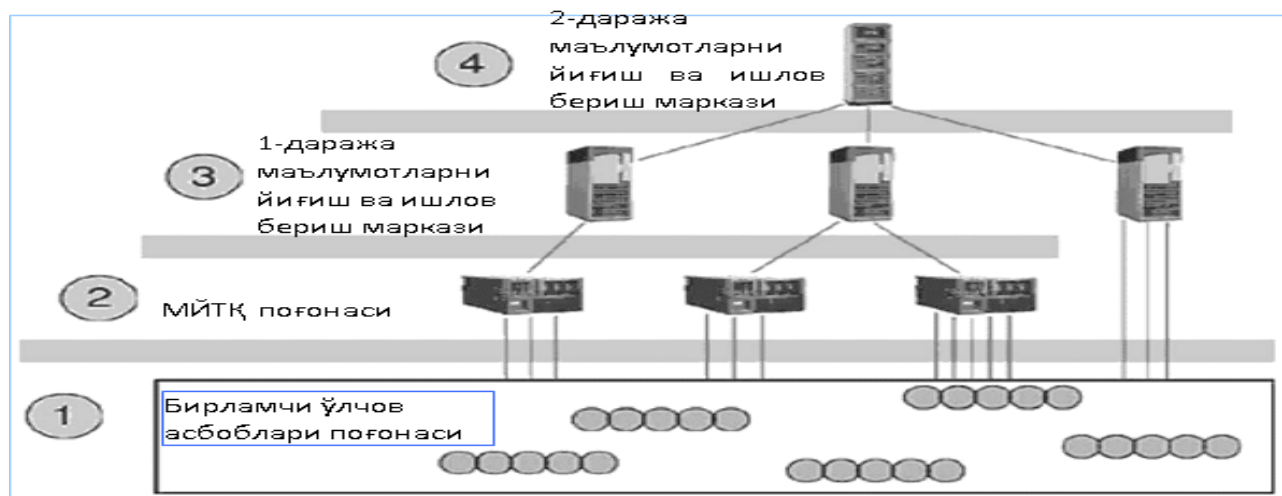 2-даража
маълумотларни
йиғиш ва ишлов
бериш маркази
4
1-даража
маълумотларни
йиғиш ва ишлов
бериш маркази
3
2
МЙТҚ поғонаси
1
Бирламчи ўлчов
асбоблари поғонаси